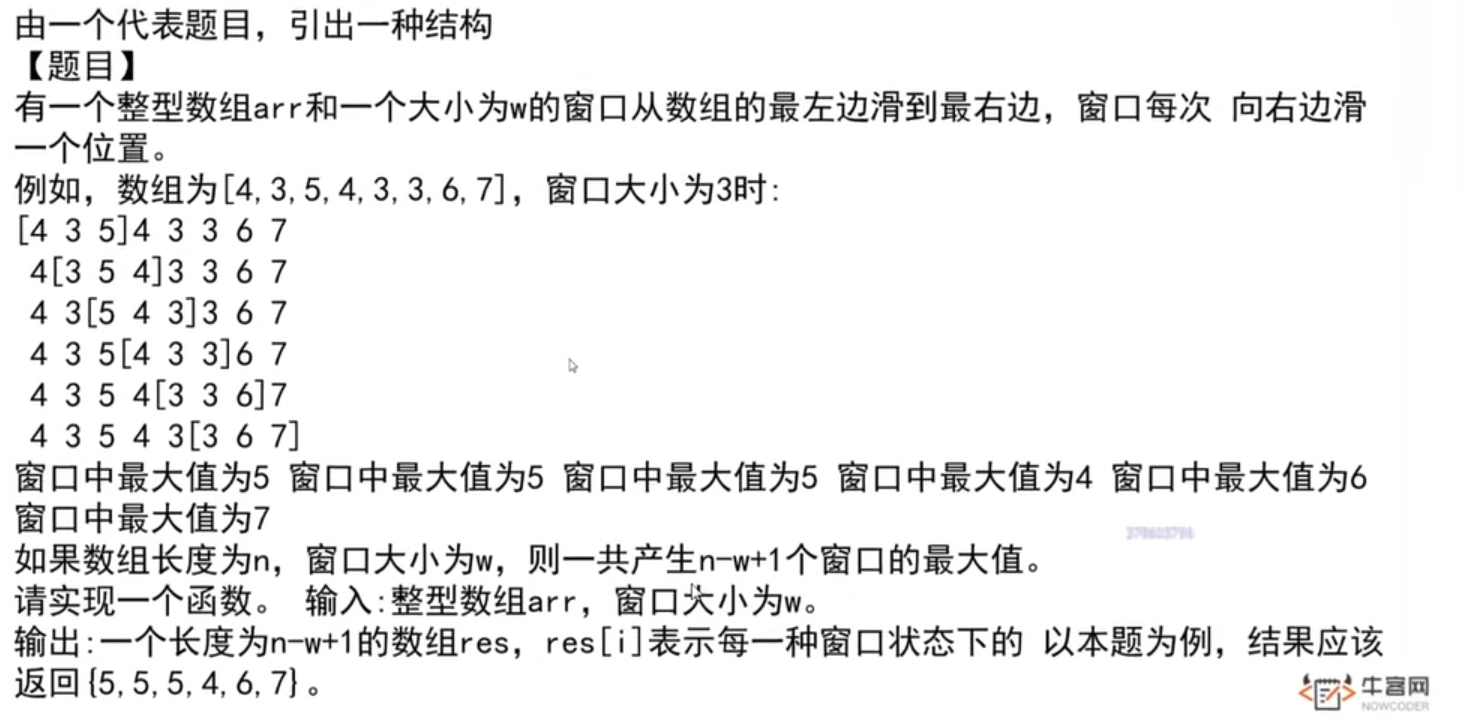 由一个代表题目，引出一种结构
【题目】
有一个整型数组arr和一个大小为w的窗口从数组的最左边滑到最右边，窗口每次 向右边滑
一个位置。
例如，数组为[4,3,5,4,3,3,6,7]，窗口大小为3时:
[4 3 5]4 3 3 6 7
4[3 5 4]3 3 6 7
4 3[5 4 3]3 6 7
4 3 5[4 3 3]6 7
4 3 5 4[3 3 6]7
4 3 5 4 3[3 6 7]
窗口中最大值为5 窗口中最大值为5 窗口中最大值为5 窗口中最大值为4 窗口中最大值为6
窗口中最大值为7
如果数组长度为n，窗口大小为w，则一共产生n-w+1个窗口的最大值。
请实现一个函数。 输入:整型数组arr，窗口大小为w。
输出:一个长度为n-w+1的数组res，res[i]表示每一种窗口状态下的 以本题为例，结果应该
返回{5,5,5,4,6,7}。
牛客网
NOWCODER